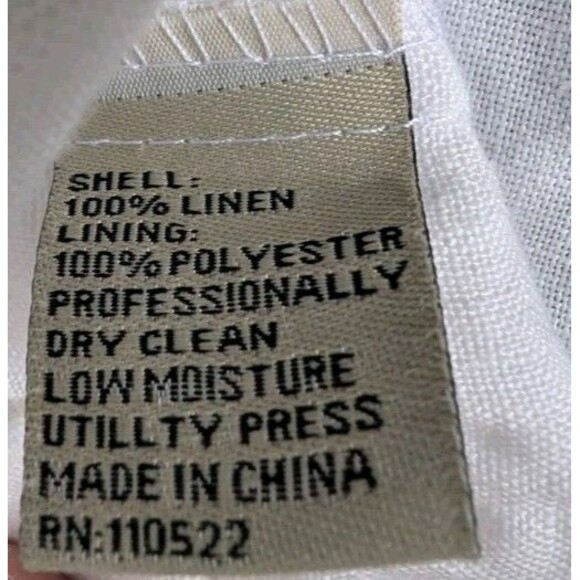 SHELL:
100% LINEN
LINING:
100% POLYESTER
PROFESSIONALLY
DRY CLEAN
LOW MOISTURE
UTILLTY PRESS
MADE IN CHINA
RN:110522